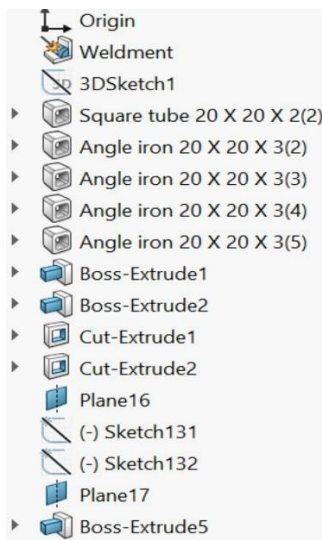 Origin
Weldment
3DSketch1
Square tube 20 X 20 X 2(2)
Angle iron 20 X 20 X 3(2)
Angle iron 20 X 20 X 3(3)
Angle iron 20 X 20 X 3(4)
Angle iron 20 X 20 X 3(5)
Boss-Extrude1
Boss-Extrude2
Cut-Extrude1
Cut-Extrude2
Plane16
(-) Sketch131
(-) Sketch132
Plane17
Boss-Extrude5